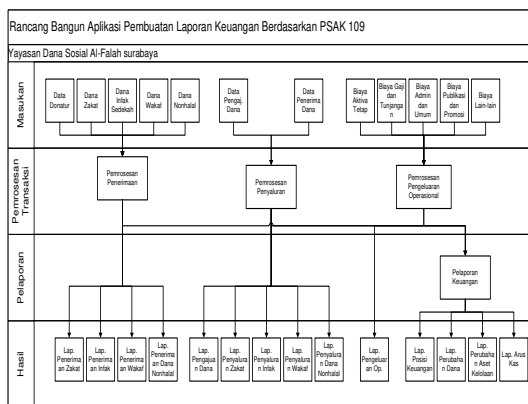 Rancang Bangun Aplikasi Pembuatan Laporan Keuangan Berdasarkan PSAK 109
Yayasan Dana Sosial Al-Falah surabaya
Masukan
Data
Donatur
Dana
Zakat
Dana
Infak
Sedekah
Dana
Wakaf
Dana
Nonhalal
Data
Pengaj.
Dana
Data
Penerima
Dana
Biaya
Aktiva
Tetap
Biaya
Gaji dan
Tunjanga
n
Biaya
Admin
dan
Umum
Biaya
Publikasi
dan
Promosi
Biaya
Lain-lain
Pemrosesan
Transaksi
Pemrosesan
Penerimaan
Pemrosesan
Penyaluran
Pemrosesan
Pengeluaran
Operasional
Pelaporan
Pelaporan
Keuangan
Hasil
Lap.
Penerima
an Zakat
Lap.
Penerima
an Infak
Lap.
Penerima
an Wakaf
Lap.
Penerima
an Dana
Nonhalal
Lap.
Pengajua
n Dana
Lap.
Penyalura
n Zakat
Lap.
Penyalura
n Infak
Lap.
Penyalura
n Wakaf
Lap.
Penyalura
n Dana
Nonhalal
Lap.
Pengeluar
an Op.
Lap.
Posisi
Keuangan
Lap.
Perubaha
n Dana
Lap.
Perubahan
Aset
Kelolaan
Lap. Arus
Kas